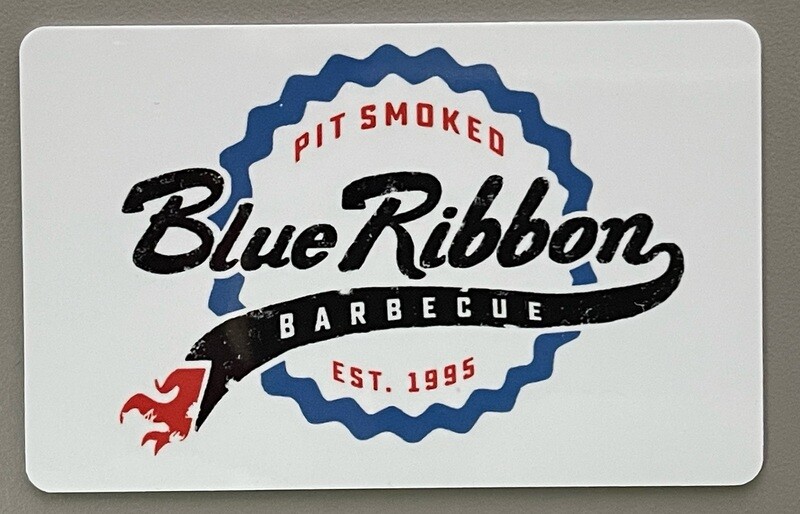 PIT SMOKED
Blue Ribbon
BARBECUE
EST. 1995